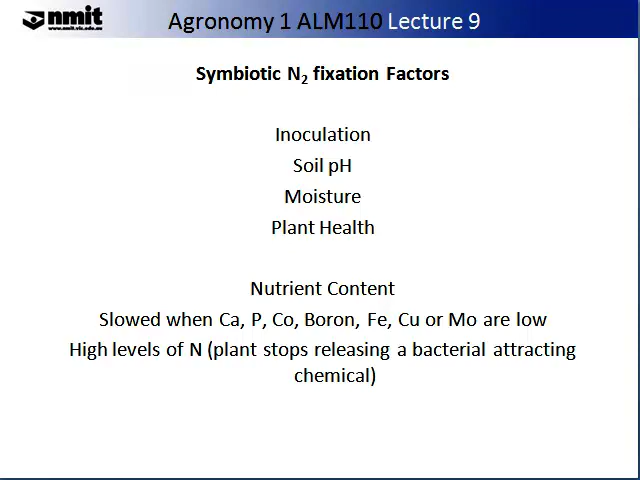 nmit
www.nmit.vic.edu.au
Agronomy 1 ALM110 Lecture 9
Symbiotic N₂ fixation Factors
Inoculation
Soil pH
Moisture
Plant Health
Nutrient Content
Slowed when Ca, P, Co, Boron, Fe, Cu or Mo are low
High levels of N (plant stops releasing a bacterial attracting
chemical)